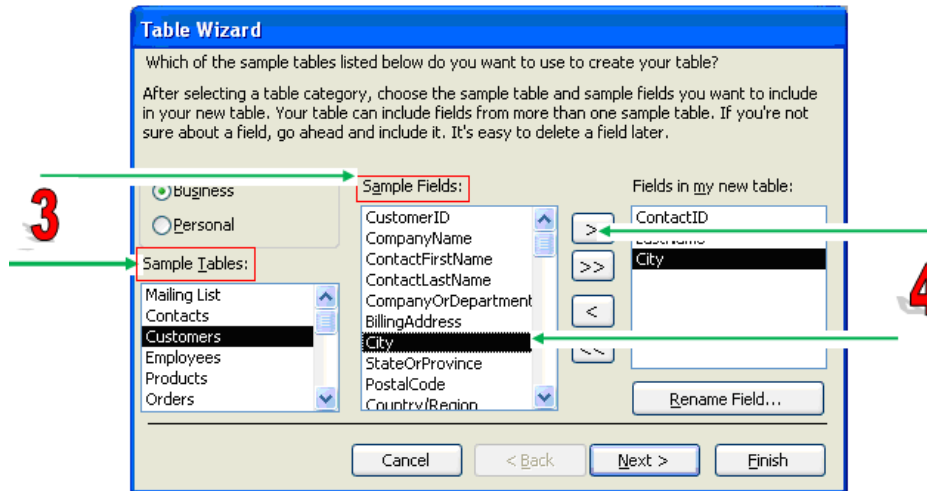 Table Wizard
Which of the sample tables listed below do you want to use to create your table?
After selecting a table category, choose the sample table and sample fields you want to include
in your new table. Your table can include fields from more than one sample table. If you're not
sure about a field, go ahead and include it. It's easy to delete a field later.
3
Business
Personal
Sample Tables:
Mailing List
Contacts
Customers
Employees
Products
Orders
Sample Fields:
CustomerID
CompanyName
ContactFirstName
ContactLastName
CompanyOrDepartment
BillingAddress
City
StateOrProvince
PostalCode
Country/Region
>
>>
<
<<
Fields in my new table:
ContactID
LastName
City
4
Rename Field...
Cancel
< Back
Next >
Finish